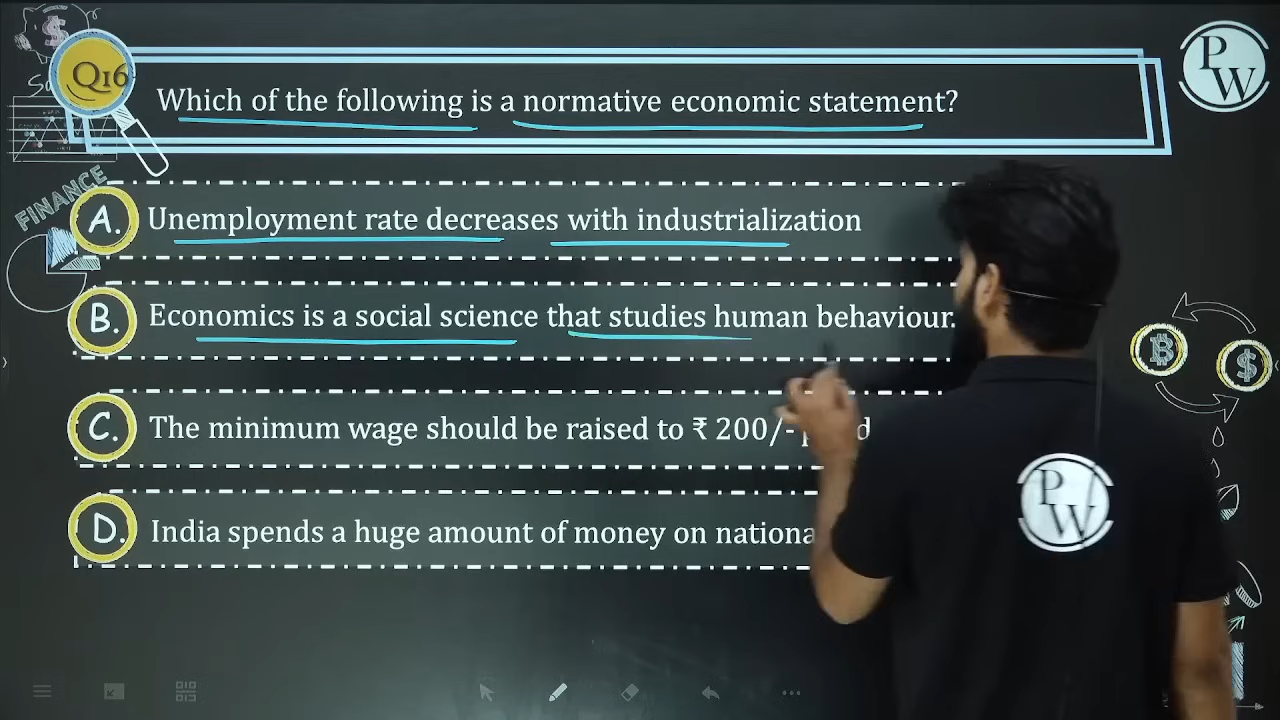 Q16
Which of the following is a normative economic statement?
PW
FINANCE
A. Unemployment rate decreases with industrialization
B. Economics is a social science that studies human behaviour.
C. The minimum wage should be raised to ₹ 200/-
PW
D. India spends a huge amount of money on